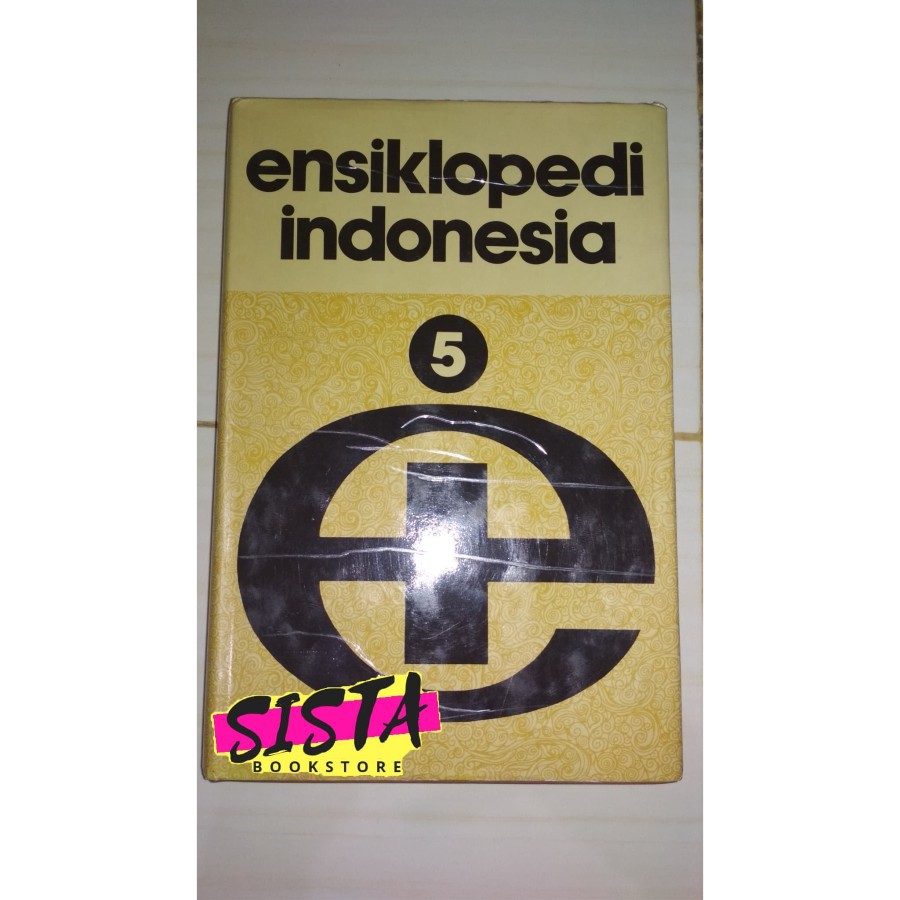 ensiklopedi
indonesia
5
SISTA
BOOKSTORE